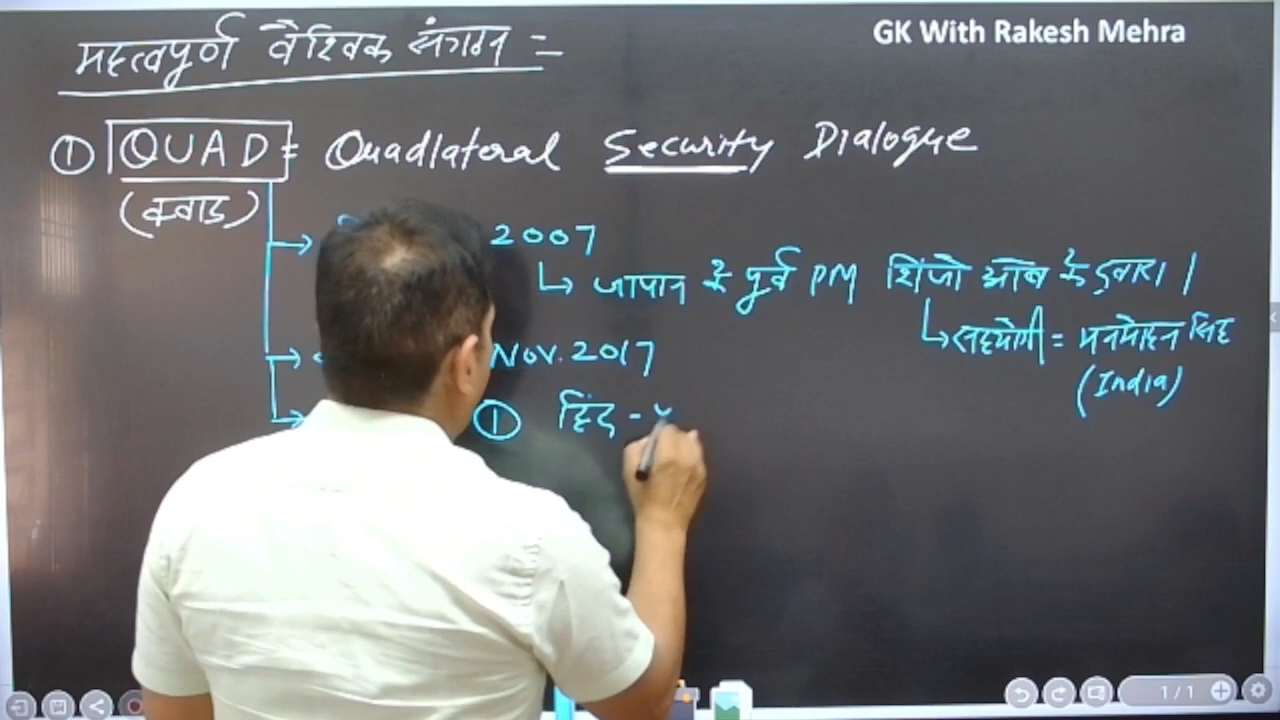 GK With Rakesh Mehra
महत्वपूर्ण वैश्विक संगठन =
① QUAD = Quadlateral Security Dialogue
(क्वाड)
2007
जापान के पूर्व PM शिंजो आबे के द्वारा |
सहयोगी = मनमोहन सिंह
(India)
Nov. 2017
① हिंद -
1/1